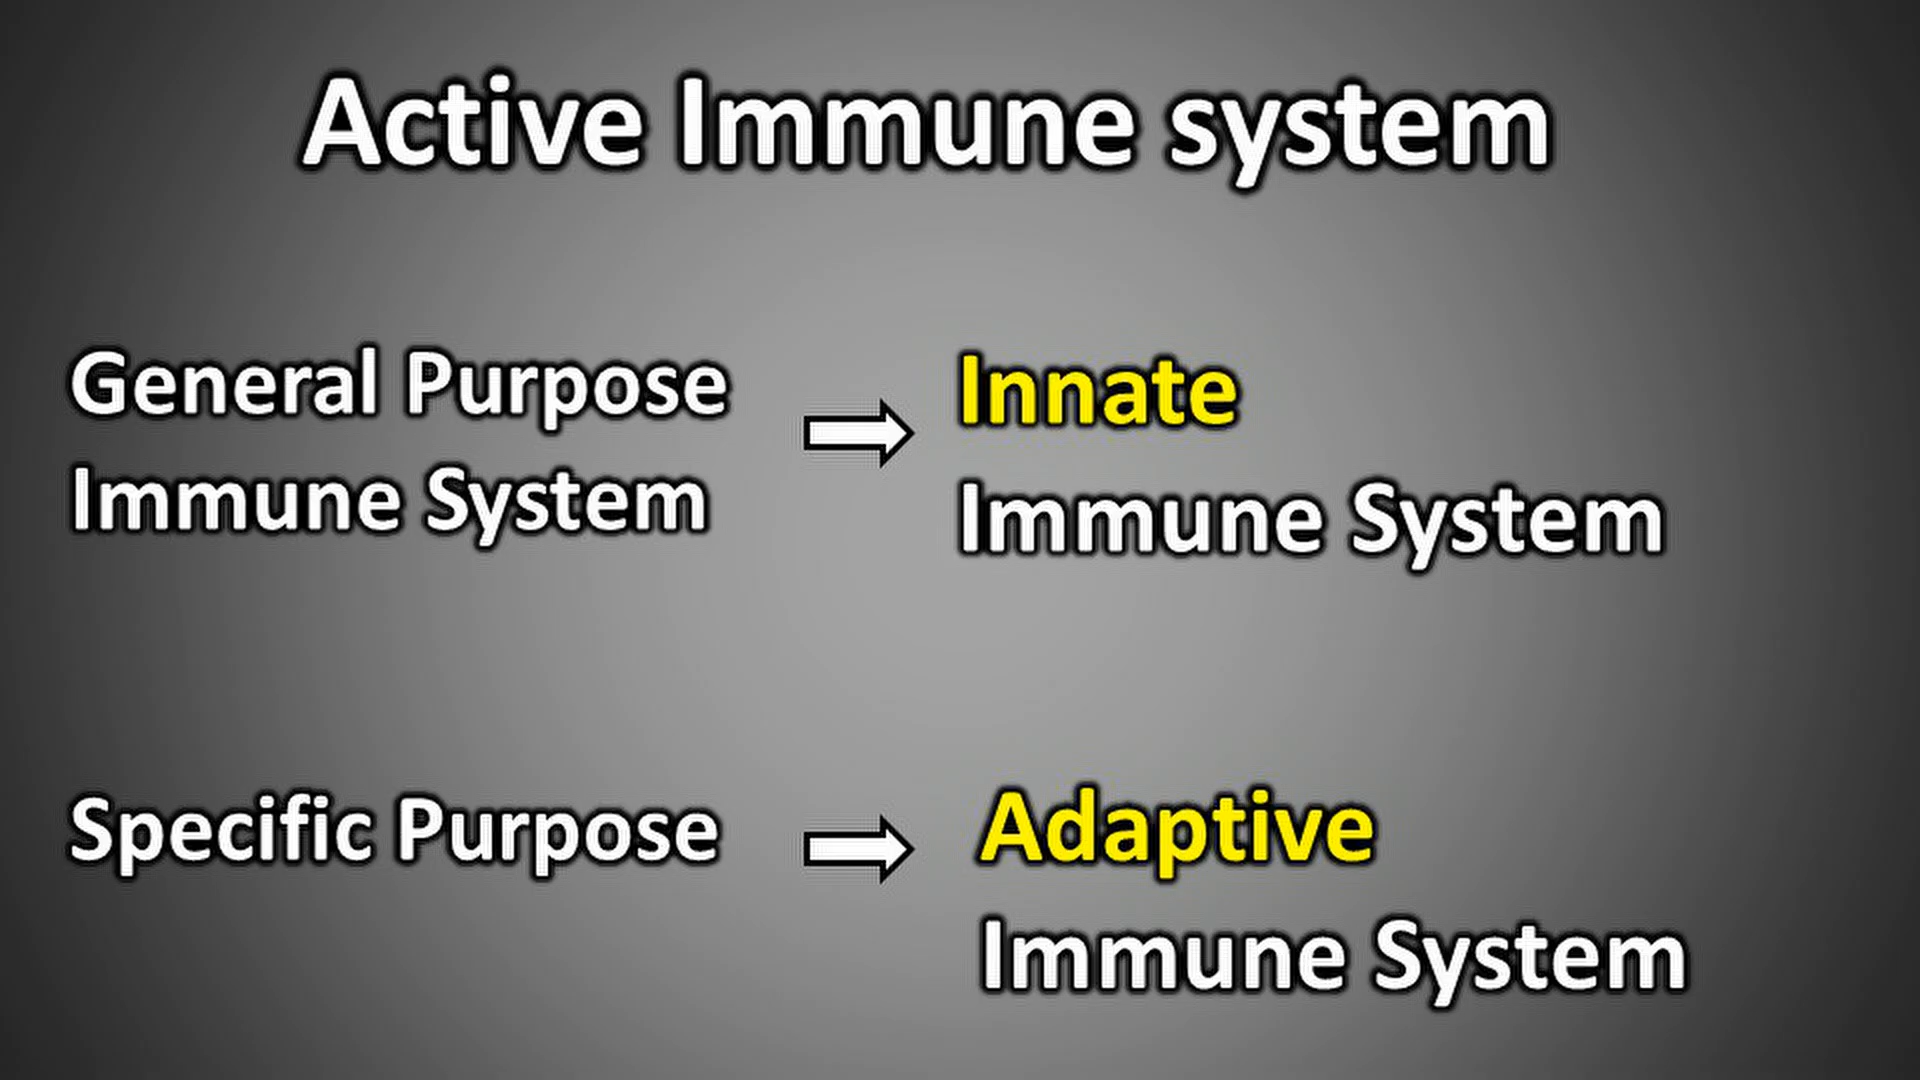 Active Immune system
General Purpose
Immune System
Innate
Immune System
Specific Purpose
Adaptive
Immune System